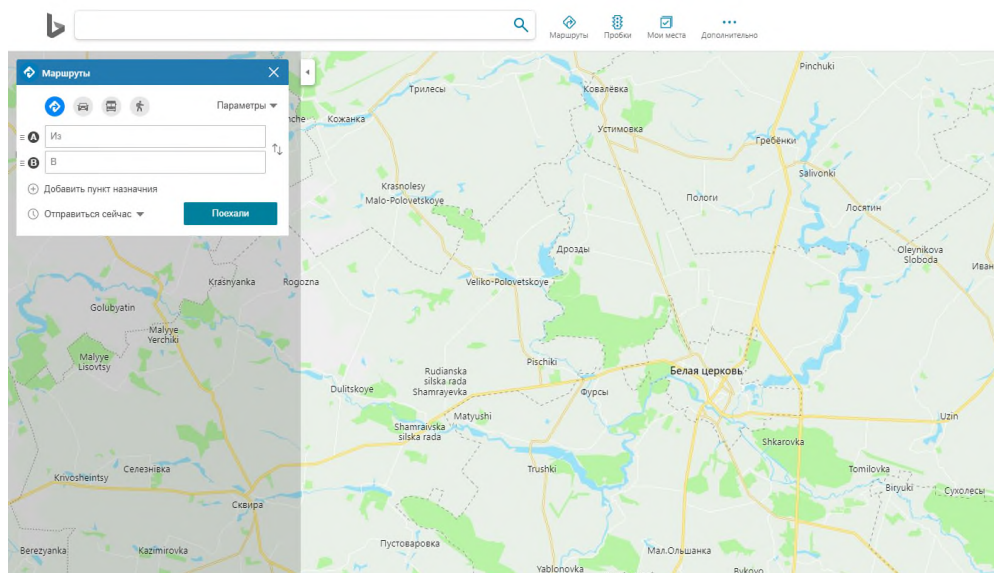 Маршруты
Пробки
Мои места
Дополнительно
Маршруты
Параметры
A
Из
B
В
Добавить пункт назначния
Отправиться сейчас
Поехали
Pinchuki
Трилесы
Ковалёвка
Кожанка
Устимовка
Гребёнки
Salivonki
Krasnolesy
Malo-Polovetskoye
Пологи
Лосятин
Дрозды
Oleynikova
Sloboda
Иван
Krasnyanka
Rogozna
Veliko-Polovetskoye
Golubyatin
Malyye
Yerchiki
Malyye
Lisovtsy
Pischiki
Rudianska
silska rada
Shamrayevka
Белая церковь
Dulitskoye
Фурсы
Matyushi
Uzin
Shamraivska
silska rada
Shkarovka
Селезнівка
Trushki
Tomilovka
Krivosheintsy
Biryuki
Сухолесы
Сквира
Пустоваровка
Berezyanka
Kazimirovka
Мал.Ольшанка
Yablonovka
Bykovo